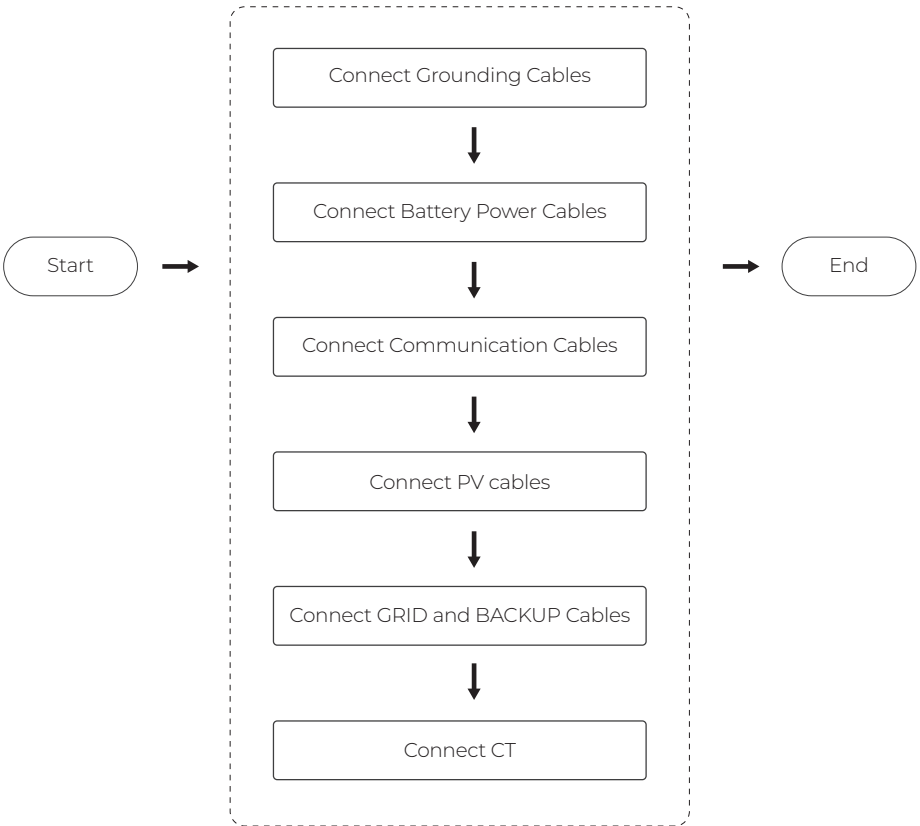 Start
Connect Grounding Cables
Connect Battery Power Cables
Connect Communication Cables
Connect PV cables
Connect GRID and BACKUP Cables
Connect CT
End